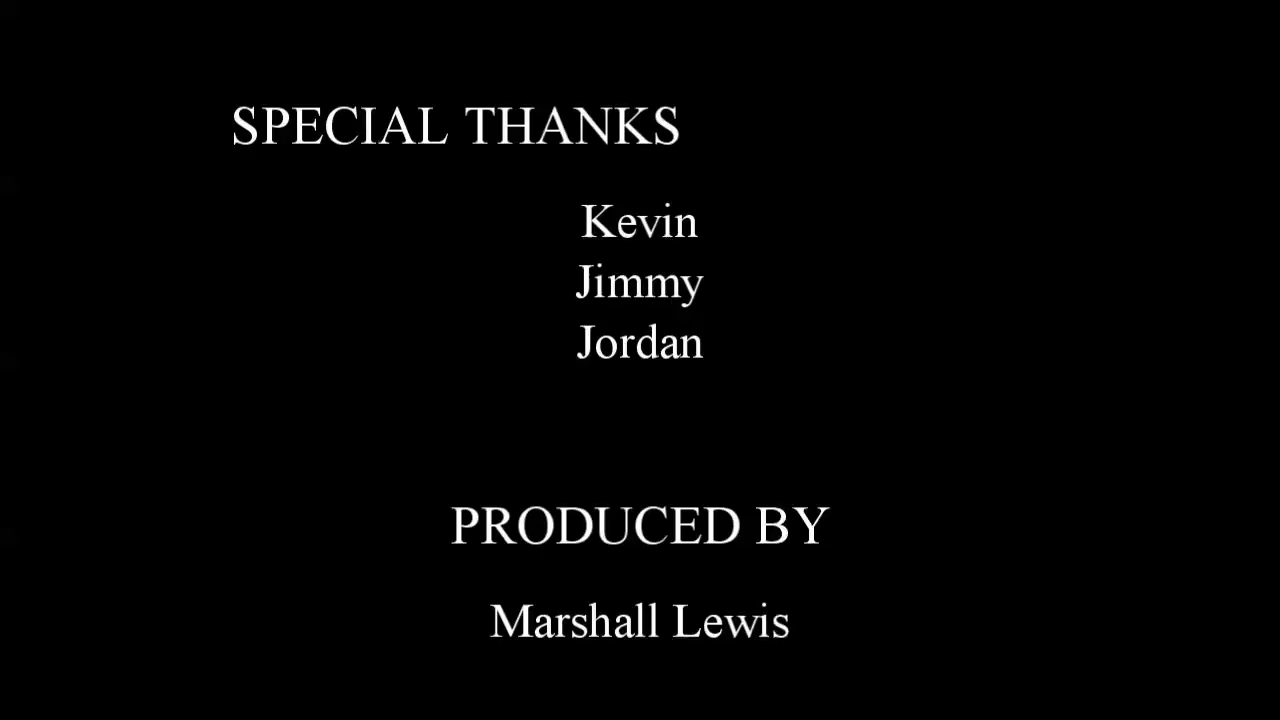 SPECIAL THANKS
Kevin
Jimmy
Jordan
PRODUCED BY
Marshall Lewis